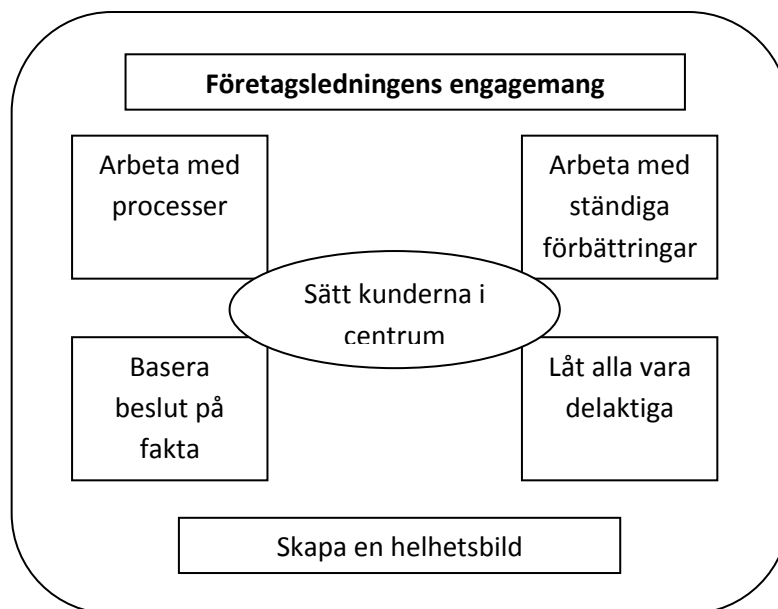 Företagsledningens engagemang
Arbeta med
processer
Arbeta med
ständiga
förbättringar
Sätt kunderna i
centrum
Basera
beslut på
fakta
Låt alla vara
delaktiga
Skapa en helhetsbild